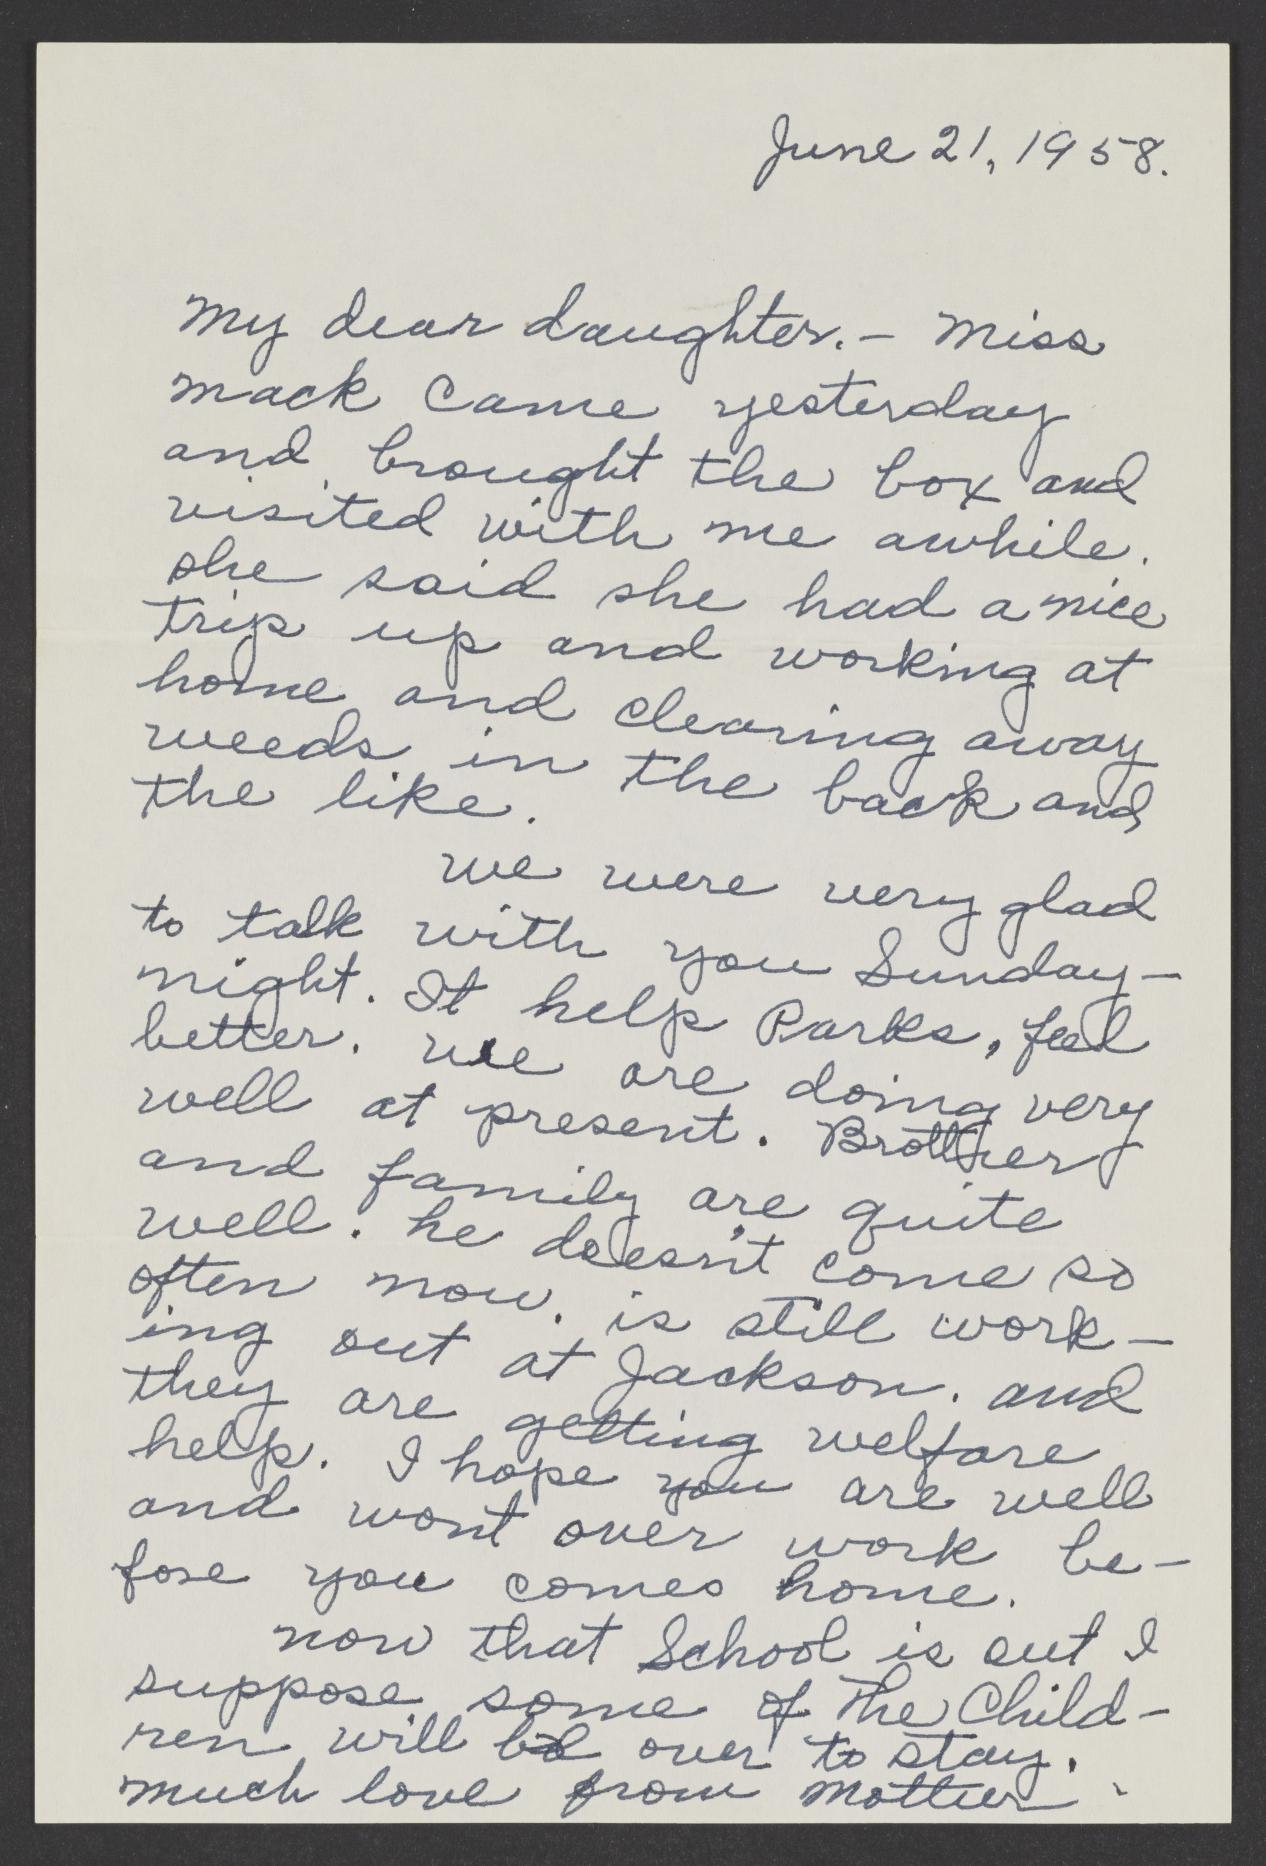 June 21, 1958.
My dear daughter. – Miss
Mack came yesterday
and brought the box and
visited with me awhile.
she said she had a nice
trip up and working at
home and clearing away
weeds in the back and
the like.
we were very glad
to talk with you Sunday –
night. It help Parks, feel
better. we are doing very
well at present. Brother
and family are quite
well. he doesn't come so
often now. is still work –
ing out at Jackson. and
they are getting welfare
help. I hope you are well
and wont over work be –
fore you comes home.
now that School is out I
suppose some of the Child –
ren will be over to stay.
much love from Mother.